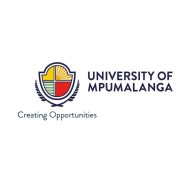 UNIVERSITY OF
MPUMALANGA
Creating Opportunities